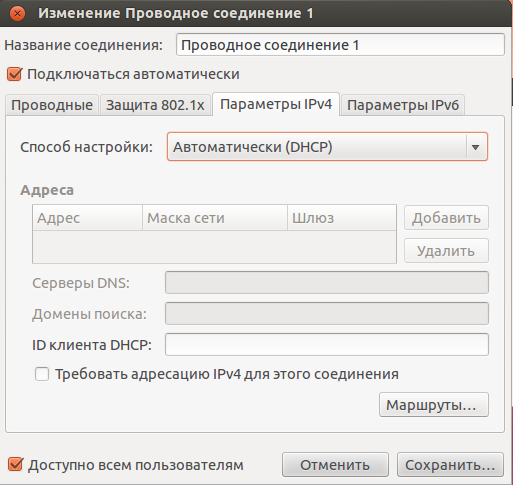 Изменение Проводное соединение 1
Название соединения: Проводное соединение 1
Подключаться автоматически
Проводные Защита 802.1x Параметры IPv4 Параметры IPv6
Способ настройки: Автоматически (DHCP)
Адреса
Адрес Маска сети Шлюз Добавить
Удалить
Серверы DNS:
Домены поиска:
ID клиента DHCP:
Требовать адресацию IPv4 для этого соединения
Маршруты...
Доступно всем пользователям Отменить Сохранить...